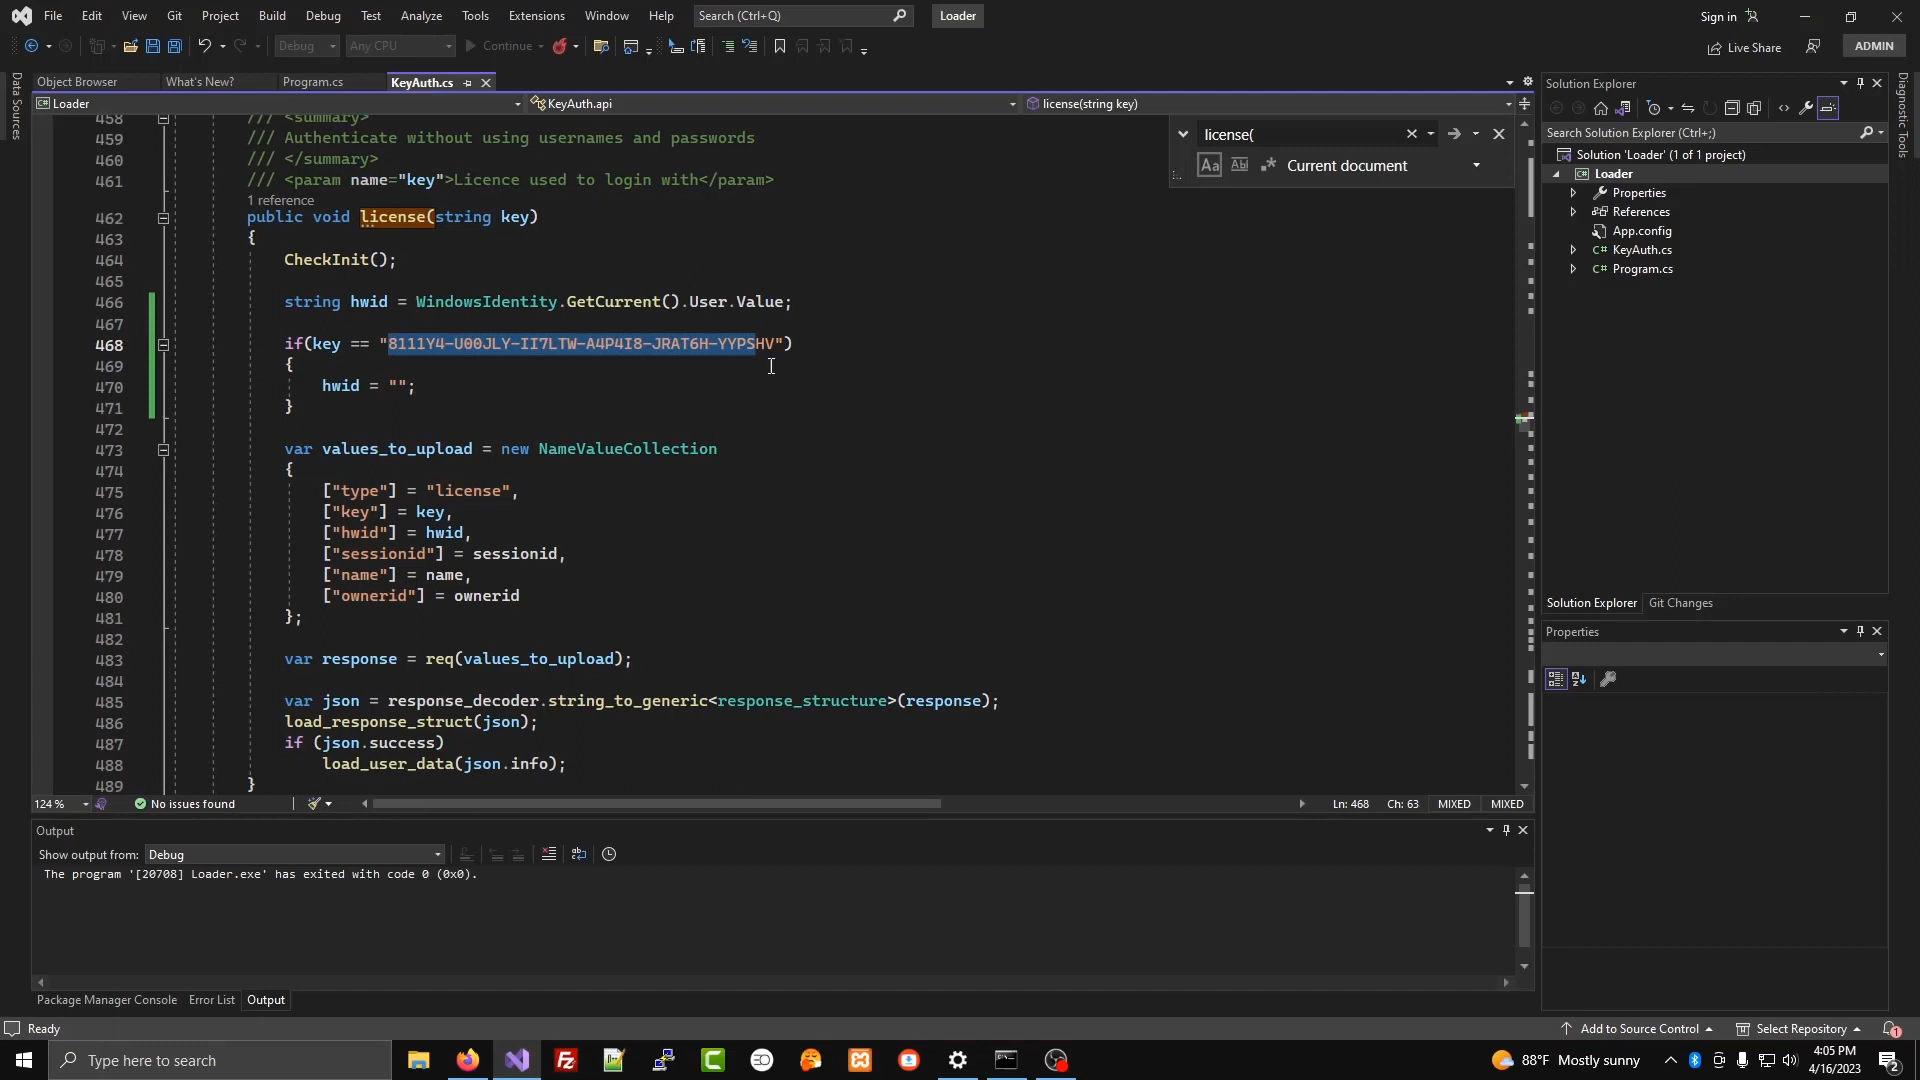 File Edit View Git Project Build Debug Test Analyze Tools Extensions Window Help Search (Ctrl+Q) Loader Sign in
Debug Any CPU Continue Live Share ADMIN
Object Browser What's New? Program.cs KeyAuth.cs
Loader KeyAuth.api license(string key)
Data Sources
Diagnostic Tools
license(
Aa Current document
458 /// <summary>
459 /// Authenticate without using usernames and passwords
460 /// </summary>
461 /// <param name="key">Licence used to login with</param>
1 reference
462 public void license(string key)
463 {
464 CheckInit();
465
466 string hwid = WindowsIdentity.GetCurrent().User.Value;
467
468 if(key == "8111Y4-U00JLY-II7LTW-A4P4I8-JRAT6H-YYPSHV")
469 {
470 hwid = "";
471 }
472
473 var values_to_upload = new NameValueCollection
474 {
475 ["type"] = "license",
476 ["key"] = key,
477 ["hwid"] = hwid,
478 ["sessionid"] = sessionid,
479 ["name"] = name,
480 ["ownerid"] = ownerid
481 };
482
483 var response = req(values_to_upload);
484
485 var json = response_decoder.string_to_generic<response_structure>(response);
486 load_response_struct(json);
487 if (json.success)
488 load_user_data(json.info);
489 }
124 % No issues found Ln: 468 Ch: 63 MIXED MIXED
Solution Explorer
Search Solution Explorer (Ctrl+;)
Solution 'Loader' (1 of 1 project)
C# Loader
Properties
References
App.config
C# KeyAuth.cs
C# Program.cs
Solution Explorer Git Changes
Properties
Output
Show output from: Debug
The program '[20708] Loader.exe' has exited with code 0 (0x0).
Package Manager Console Error List Output
Ready Add to Source Control Select Repository 1
Type here to search 88°F Mostly sunny 4:05 PM
4/16/2023 2